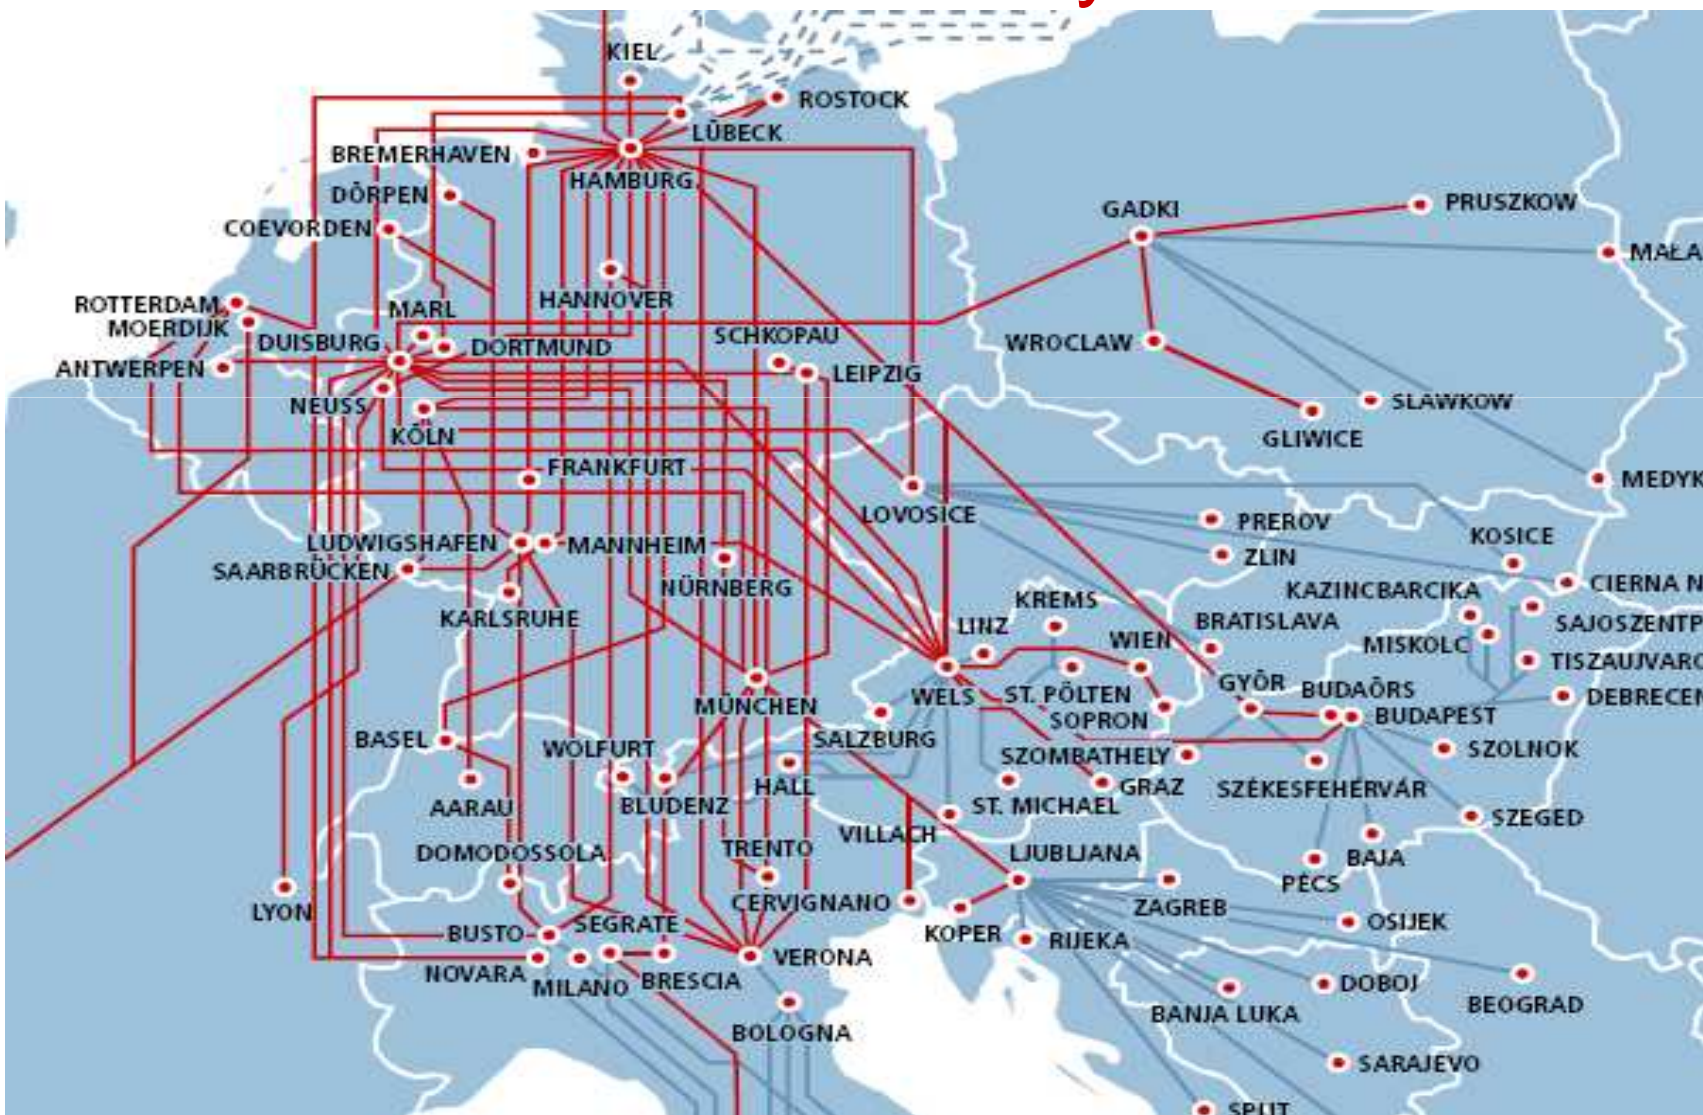 KIEL
ROSTOCK
LÜBECK
BREMERHAVEN
HAMBURG
DÖRPEN
COEVORDEN
GADKI
PRUSZKOW
MAŁA
ROTTERDAM
MOERDIJK
MARL
HANNOVER
DUISBURG
DORTMUND
SCHKOPAU
WROCLAW
ANTWERPEN
LEIPZIG
NEUSS
SLAWKOW
KÖLN
GLIWICE
FRANKFURT
MEDYK
LOVOSICE
PREROV
KOSICE
LUDWIGSHAFEN
MANNHEIM
ZLIN
SAARBRÜCKEN
NÜRNBERG
KAZINCBARCIKA
CIERNA N
KARLSRUHE
KREMS
LINZ
WIEN
BRATISLAVA
SAJOSZENTP
MISKOLC
TISZAUJVARO
WELS
ST. PÖLTEN
GYÖR
BUDAÖRS
DEBRECEN
MÜNCHEN
SOPRON
BUDAPEST
BASEL
WOLFURT
SALZBURG
SZOMBATHELY
SZOLNOK
HALL
GRAZ
SZÉKESFEHÉRVÁR
AARAU
BLUDENZ
ST. MICHAEL
SZEGED
VILLACH
DOMODOSSOLA
TRENTO
LJUBLJANA
BAJA
PÉCS
LYON
CERVIGNANO
ZAGREB
OSIJEK
BUSTO
SEGRATE
KOPER
RIJEKA
VERONA
NOVARA
MILANO
BRESCIA
DOBOJ
BEOGRAD
BANJA LUKA
BOLOGNA
SARAJEVO
SPLIT